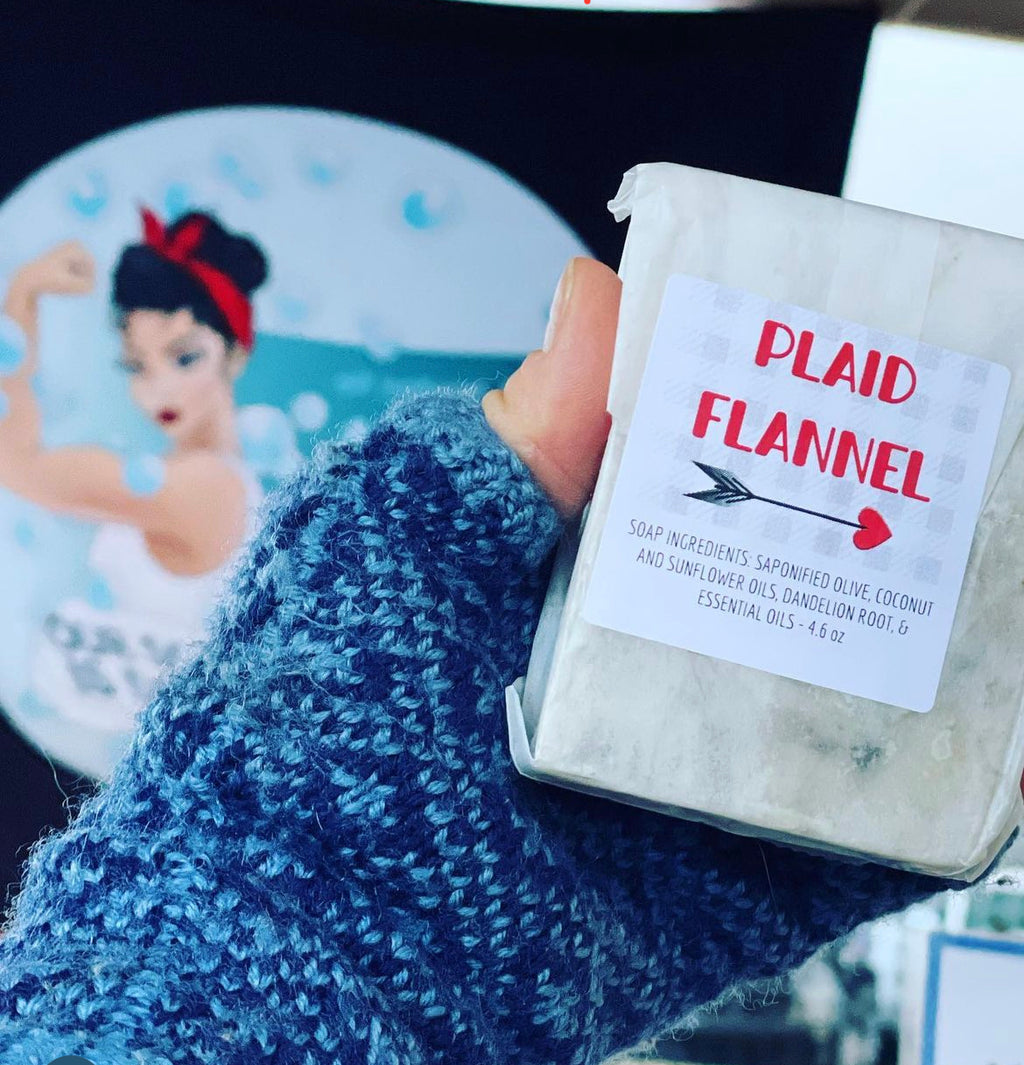 PLAID
FLANNEL
SOAP INGREDIENTS: SAPONIFIED OLIVE, COCONUT
AND SUNFLOWER OILS, DANDELION ROOT, &
ESSENTIAL OILS - 4.6 oz